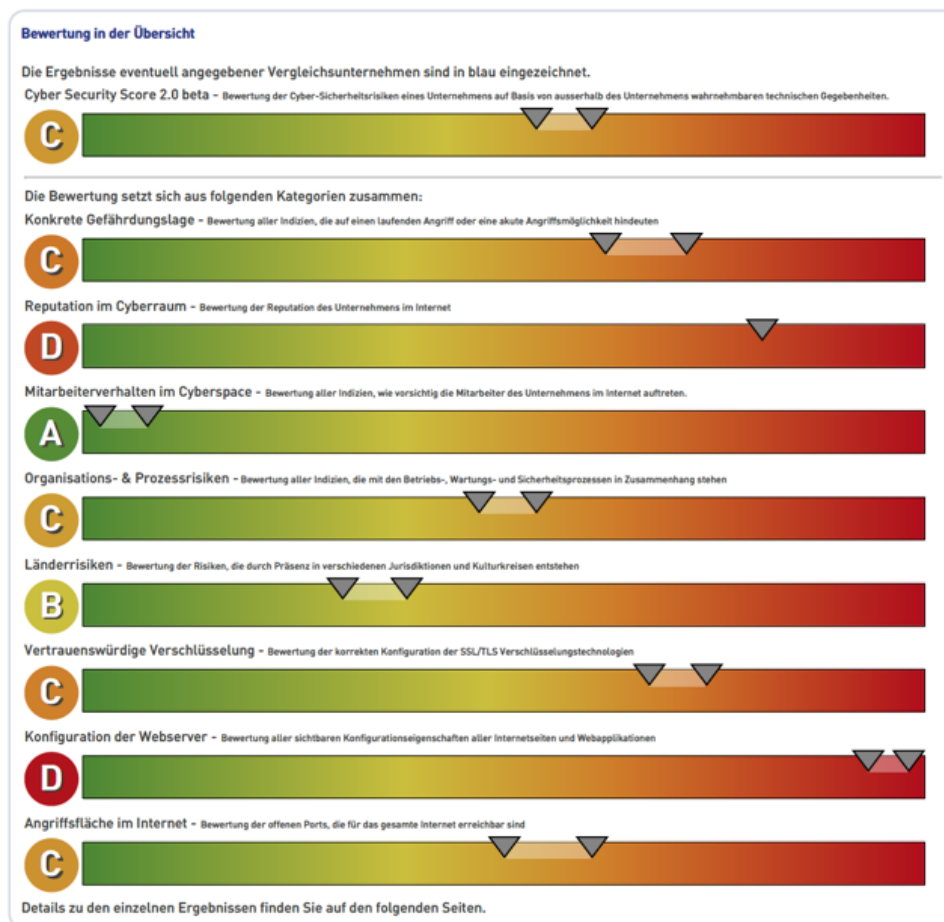 Bewertung in der Übersicht
Die Ergebnisse eventuell angegebener Vergleichsunternehmen sind in blau eingezeichnet.
Cyber Security Score 2.0 beta - Bewertung der Cyber-Sicherheitsrisiken eines Unternehmens auf Basis von ausserhalb des Unternehmens wahrnehmbaren technischen Gegebenheiten.
C
Die Bewertung setzt sich aus folgenden Kategorien zusammen:
Konkrete Gefährdungslage - Bewertung aller Indizien, die auf einen laufenden Angriff oder eine akute Angriffsmöglichkeit hindeuten
C
Reputation im Cyberraum - Bewertung der Reputation des Unternehmens im Internet
D
Mitarbeiterverhalten im Cyberspace - Bewertung aller Indizien, wie vorsichtig die Mitarbeiter des Unternehmens im Internet auftreten.
A
Organisations- & Prozessrisiken - Bewertung aller Indizien, die mit den Betriebs-, Wartungs- und Sicherheitsprozessen in Zusammenhang stehen
C
Länderrisiken - Bewertung der Risiken, die durch Präsenz in verschiedenen Jurisdiktionen und Kulturkreisen entstehen
B
Vertrauenswürdige Verschlüsselung - Bewertung der korrekten Konfiguration der SSL/TLS Verschlüsselungstechnologien
C
Konfiguration der Webserver - Bewertung aller sichtbaren Konfigurationseigenschaften aller Internetseiten und Webapplikationen
D
Angriffsfläche im Internet - Bewertung der offenen Ports, die für das gesamte Internet erreichbar sind
C
Details zu den einzelnen Ergebnissen finden Sie auf den folgenden Seiten.